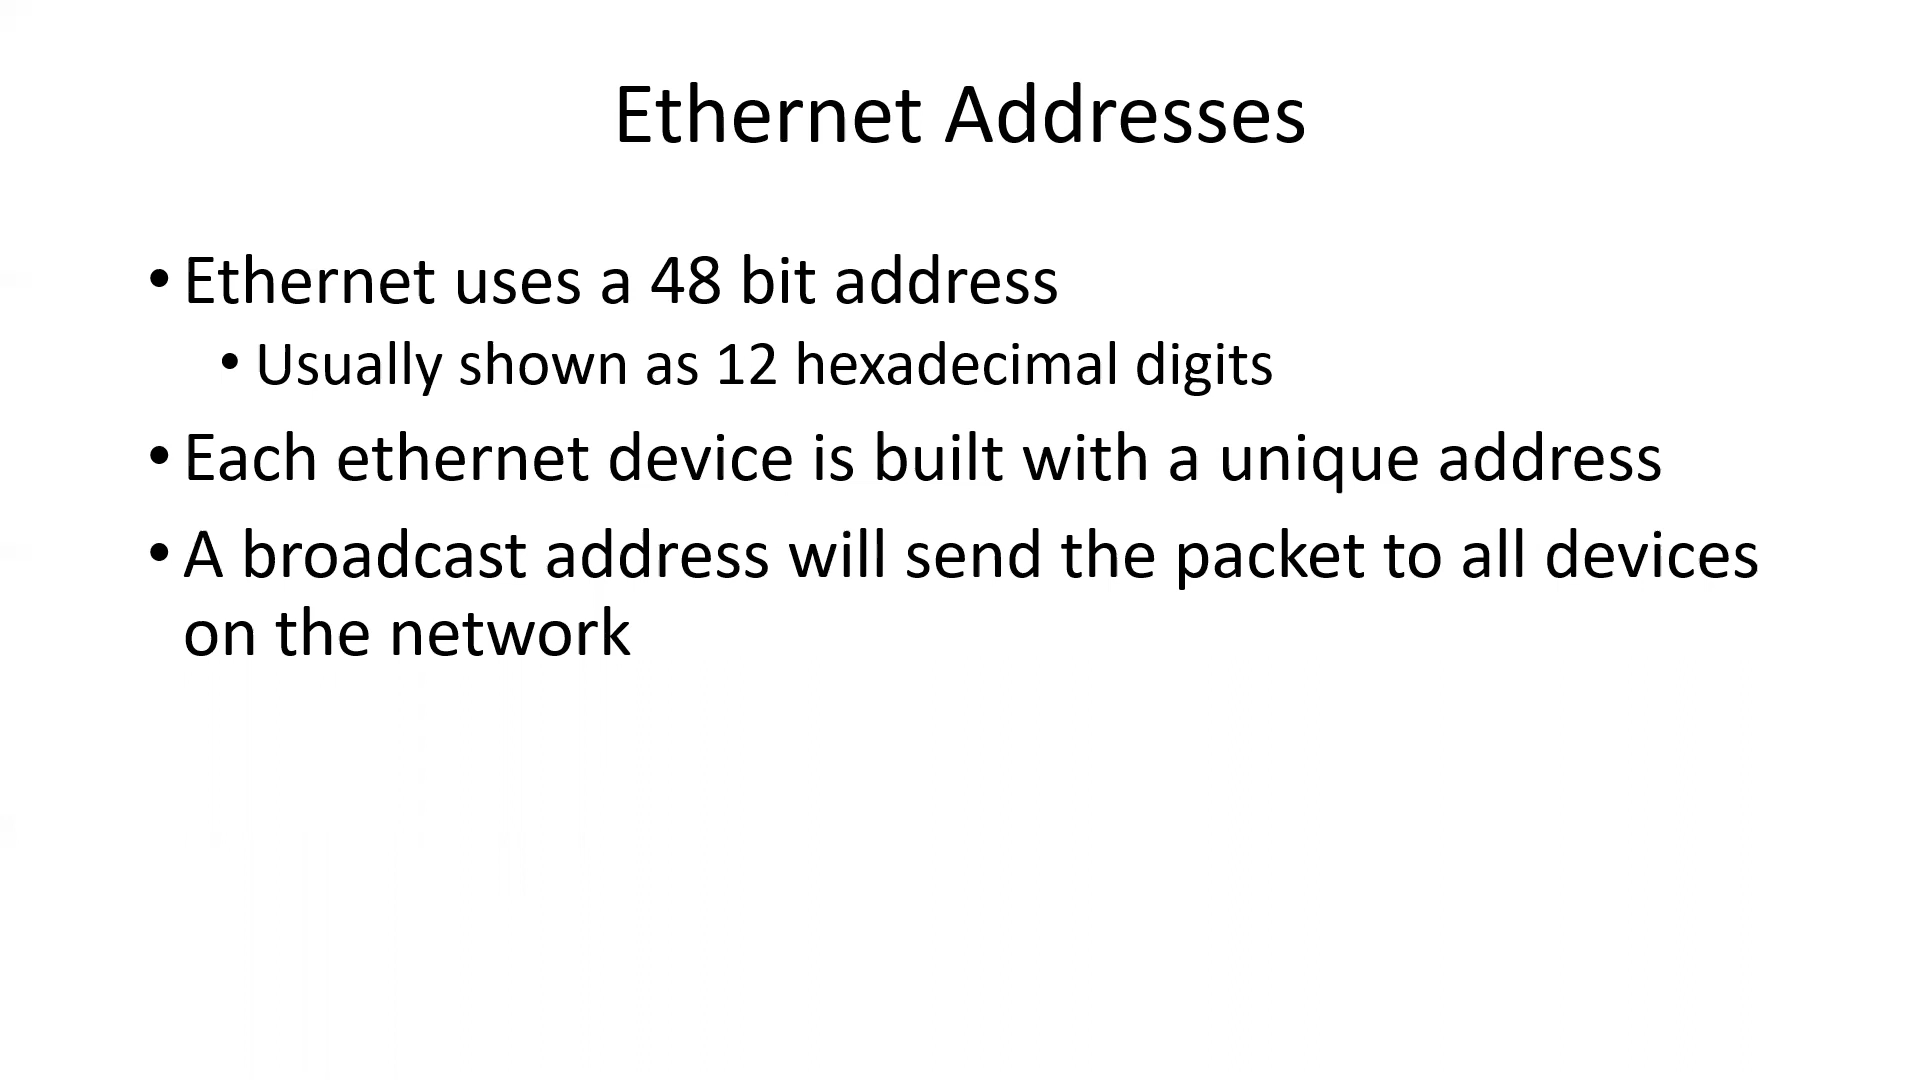 Ethernet Addresses
• Ethernet uses a 48 bit address
• Usually shown as 12 hexadecimal digits
• Each ethernet device is built with a unique address
• A broadcast address will send the packet to all devices
on the network